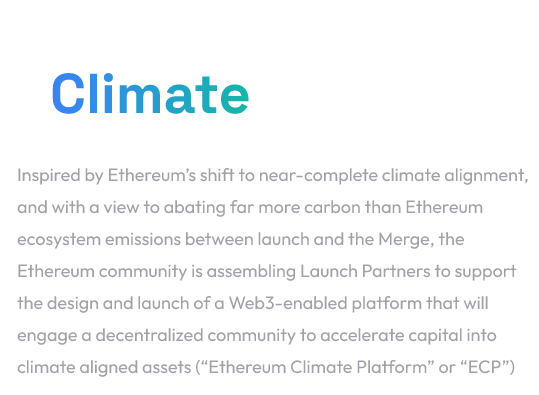 Climate
Inspired by Ethereum’s shift to near-complete climate alignment,
and with a view to abating far more carbon than Ethereum
ecosystem emissions between launch and the Merge, the
Ethereum community is assembling Launch Partners to support
the design and launch of a Web3-enabled platform that will
engage a decentralized community to accelerate capital into
climate aligned assets (“Ethereum Climate Platform” or “ECP”)